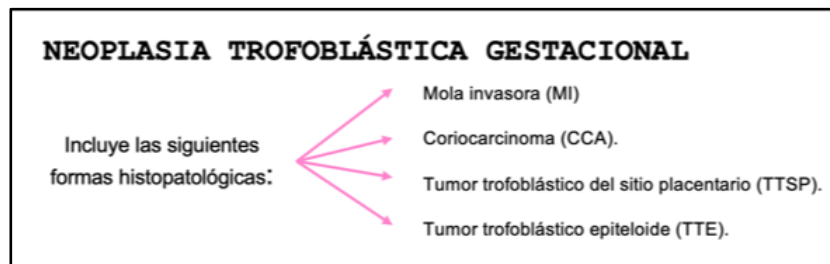 NEOPLASIA TROFOBLÁSTICA GESTACIONAL
Incluye las siguientes
formas histopatológicas:
Mola invasora (MI)
Coriocarcinoma (CCA).
Tumor trofoblástico del sitio placentario (TTSP).
Tumor trofoblástico epiteloide (TTE).